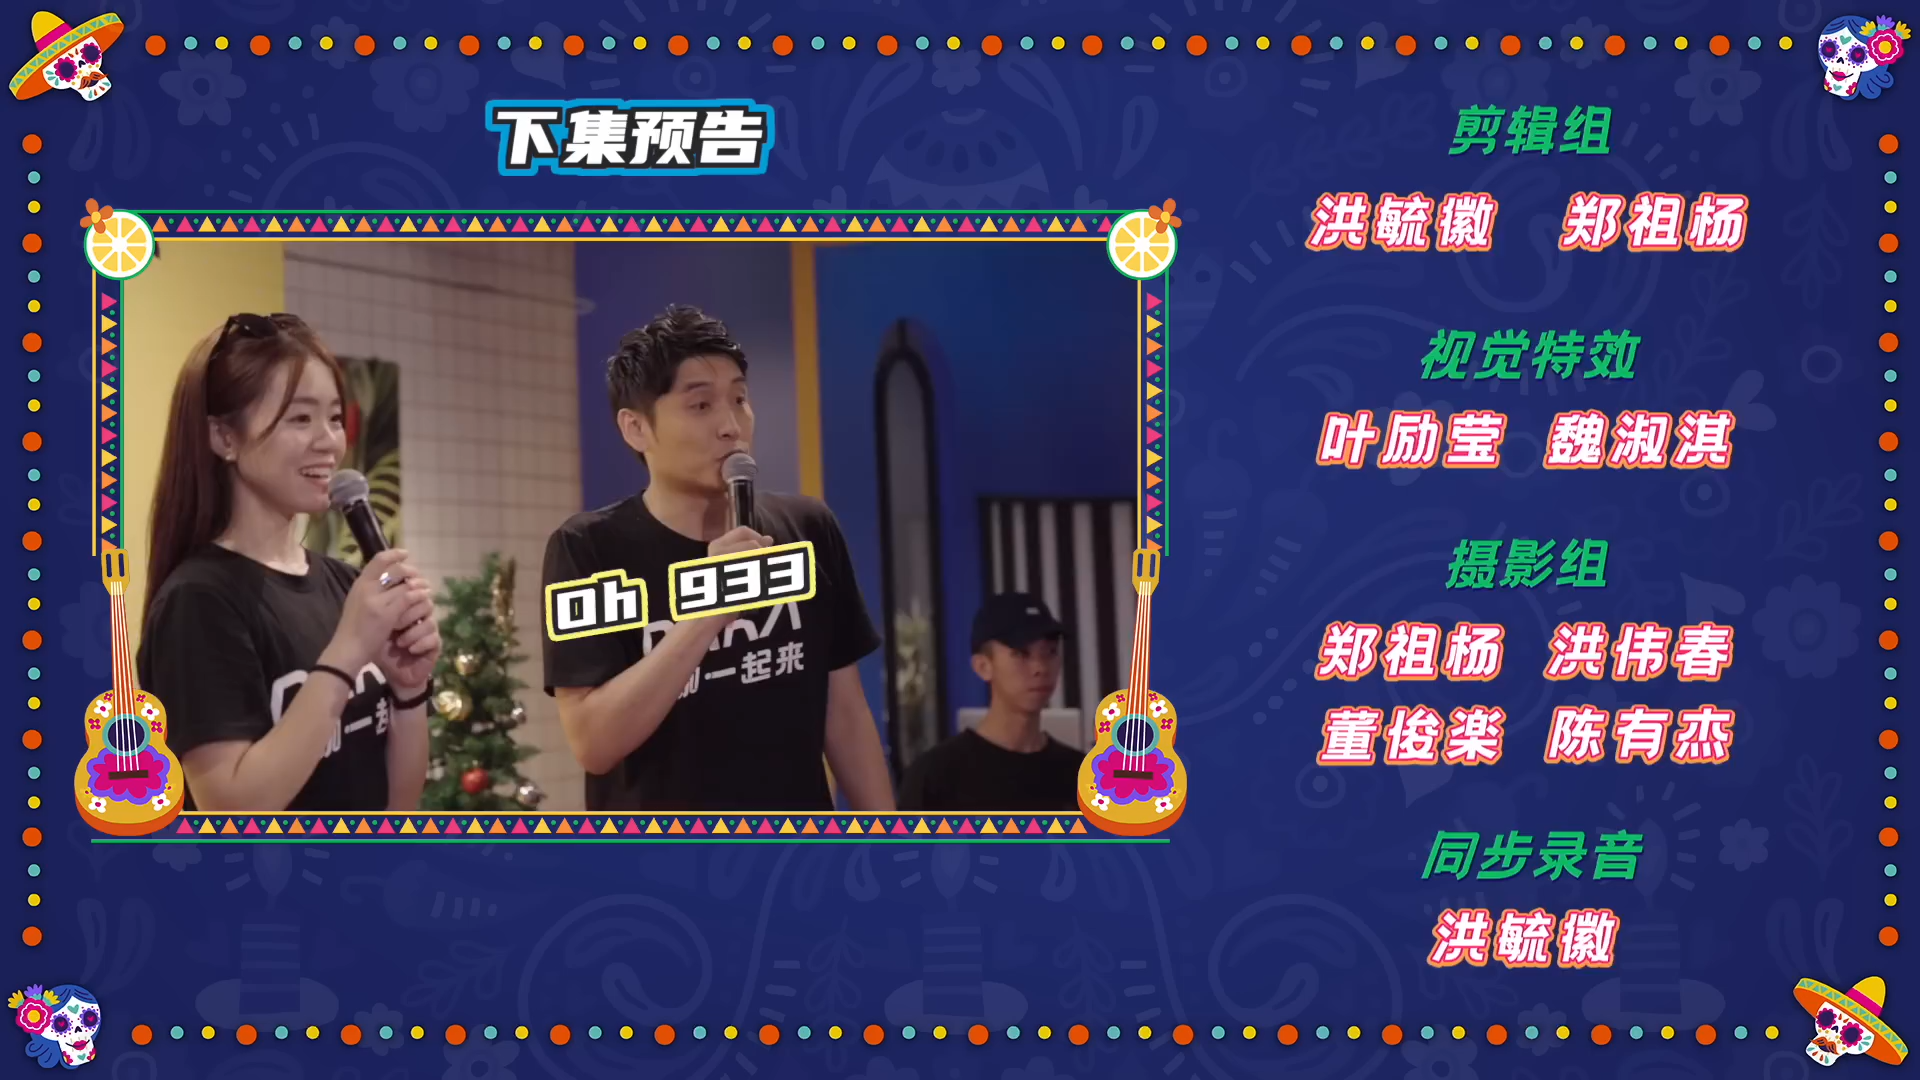 下集预告
oh 933
一起来
一起
剪辑组
洪毓徽 郑祖杨
视觉特效
叶励莹 魏淑淇
摄影组
郑祖杨 洪伟春
董俊楽 陈有杰
同步录音
洪毓徽